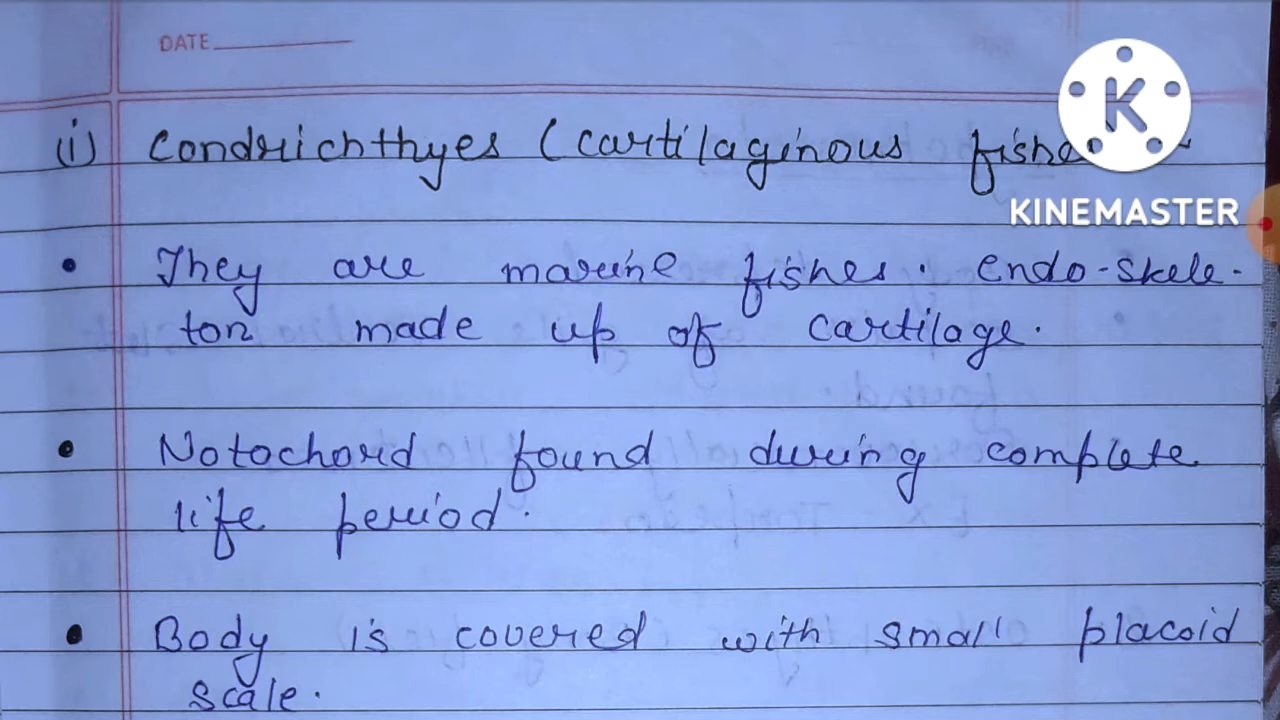 DATE
(i) Condrichthyes (cartilaginous fishes
KINEMASTER
• They are marine fishes. endo-skele-
ton made up of cartilage.
• Notochord found during complete
life period.
• Body is covered with small placoid
scale.